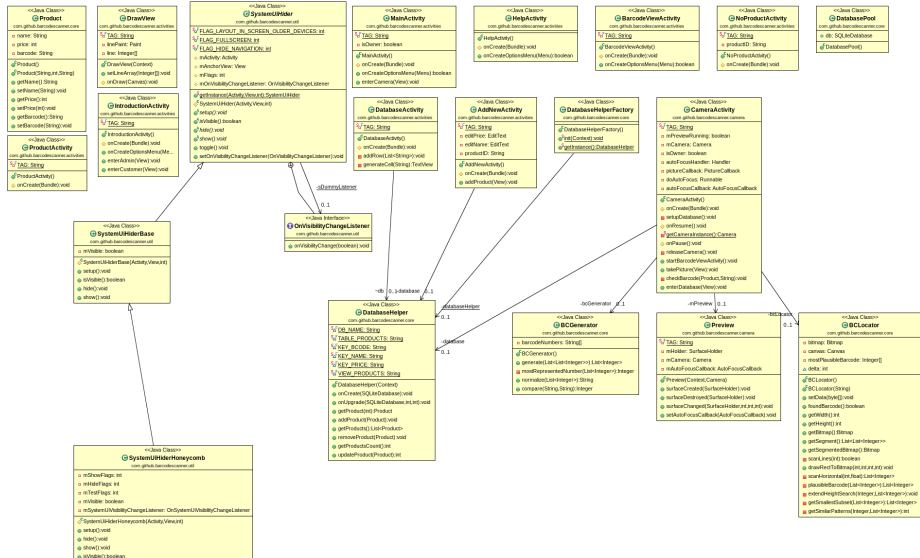 <<Java Class>>
Product
com.github.barcodescanner.activities
name: String
price: int
barcode: String
Product()
Product(String,int,String)
getName():String
setName(String):void
getPrice():int
setPrice(int):void
getBarcode():String
setBarcode(String):void
<<Java Class>>
ProductActivity
com.github.barcodescanner.activities
TAG: String
ProductActivity()
onCreate(Bundle):void
<<Java Class>>
DrawView
com.github.barcodescanner.activities
TAG: String
linePaint: Paint
line: Integer[]
DrawView(Context)
setLineArray(Integer[]):void
onDraw(Canvas):void
<<Java Class>>
IntroductionActivity
com.github.barcodescanner.activities
TAG: String
IntroductionActivity()
onCreate(Bundle):void
onCreateOptionsMenu(Me...
enterAdmin(View):void
enterCustomer(View):void
<<Java Class>>
SystemUiHider
com.github.barcodescanner.util
FLAG_LAYOUT_IN_SCREEN_OLDER_DEVICES: int
FLAG_FULLSCREEN: int
FLAG_HIDE_NAVIGATION: int
mActivity: Activity
mAnchorView: View
mFlags: int
mOnVisibilityChangeListener: OnVisibilityChangeListener
getInstance(Activity,View,int):SystemUiHider
SystemUiHider(Activity,View,int)
setup():void
isVisible():boolean
hide():void
show():void
toggle():void
setOnVisibilityChangeListener(OnVisibilityChangeListener):void
<<Java Class>>
MainActivity
com.github.barcodescanner.activities
TAG: String
isOwner: boolean
MainActivity()
onCreate(Bundle):void
onCreateOptionsMenu(Menu):boolean
enterCamera(View):void
<<Java Class>>
HelpActivity
com.github.barcodescanner.activities
HelpActivity()
onCreate(Bundle):void
onCreateOptionsMenu(Menu):boolean
<<Java Class>>
BarcodeViewActivity
com.github.barcodescanner.activities
TAG: String
BarcodeViewActivity()
onCreate(Bundle):void
onCreateOptionsMenu(Menu):boolean
<<Java Class>>
NoProductActivity
com.github.barcodescanner.activities
TAG: String
productID: String
NoProductActivity()
onCreate(Bundle):void
<<Java Class>>
DatabasePool
com.github.barcodescanner.core
db: SQLiteDatabase
DatabasePool()
<<Java Class>>
DatabaseActivity
com.github.barcodescanner.activities
TAG: String
DatabaseActivity()
onCreate(Bundle):void
addRow(List<String>):void
generateCell(String):TextView
<<Java Class>>
AddNewActivity
com.github.barcodescanner.activities
TAG: String
editPrice: EditText
editName: EditText
productID: String
AddNewActivity()
onCreate(Bundle):void
addProduct(View):void
<<Java Class>>
DatabaseHelperFactory
com.github.barcodescanner.core
DatabaseHelperFactory()
init(Context):void
getInstance():DatabaseHelper
<<Java Class>>
CameraActivity
com.github.barcodescanner.camera
TAG: String
mPreviewRunning: boolean
mCamera: Camera
isOwner: boolean
autoFocusHandler: Handler
pictureCallback: PictureCallback
doAutoFocus: Runnable
autoFocusCallback: AutoFocusCallback
CameraActivity()
onCreate(Bundle):void
setupDatabase():void
onResume():void
getCameraInstance():Camera
onPause():void
releaseCamera():void
startBarcodeViewActivity():void
takePicture(View):void
checkBarcode(Product,String):void
enterDatabase(View):void
-sDummyListener
0..1
<<Java Interface>>
OnVisibilityChangeListener
com.github.barcodescanner.util
onVisibilityChange(boolean):void
<<Java Class>>
SystemUiHiderBase
com.github.barcodescanner.util
mVisible: boolean
SystemUiHiderBase(Activity,View,int)
setup():void
isVisible():boolean
hide():void
show():void
~db
0..1
-database
0..1
-databaseHelper
0..1
-database
0..1
-bcGenerator
0..1
-mPreview
0..1
-bcLocator
0..1
<<Java Class>>
DatabaseHelper
com.github.barcodescanner.core
DB_NAME: String
TABLE_PRODUCTS: String
KEY_BCODE: String
KEY_NAME: String
KEY_PRICE: String
VIEW_PRODUCTS: String
DatabaseHelper(Context)
onCreate(SQLiteDatabase):void
onUpgrade(SQLiteDatabase,int,int):void
getProduct(int):Product
addProduct(Product):void
getProducts():List<Product>
removeProduct(Product):void
getProductsCount():int
updateProduct(Product):int
<<Java Class>>
BCGenerator
com.github.barcodescanner.core
barcodeNumbers: String[]
BCGenerator()
generate(List<List<Integer>>):List<Integer>
mostRepresentedNumber(List<Integer>):Integer
normalize(List<Integer>):String
compare(String,String):Integer
<<Java Class>>
Preview
com.github.barcodescanner.camera
TAG: String
mHolder: SurfaceHolder
mCamera: Camera
mAutoFocusCallback: AutoFocusCallback
Preview(Context,Camera)
surfaceCreated(SurfaceHolder):void
surfaceDestroyed(SurfaceHolder):void
surfaceChanged(SurfaceHolder,int,int,int):void
setAutoFocusCallback(AutoFocusCallback):void
<<Java Class>>
BCLocator
com.github.barcodescanner.core
bitmap: Bitmap
canvas: Canvas
mostPlausibleBarcode: Integer[]
delta: int
BCLocator()
BCLocator(String)
setData(byte[]):void
foundBarcode():boolean
getWidth():int
getHeight():int
getBitmap():Bitmap
getSegment():List<List<Integer>>
getSegmentedBitmap():Bitmap
scanLines(int):boolean
drawRectToBitmap(int,int,int,int):void
scanHorizontal(int,float):List<Integer>
plausibleBarcode(List<Integer>):List<Integer>
extendHeightSearch(Integer,List<Integer>):void
getSmallestSubset(List<Integer>):List<Integer>
getSimilarPatterns(Integer,List<Integer>):int
<<Java Class>>
SystemUiHiderHoneycomb
com.github.barcodescanner.util
mShowFlags: int
mHideFlags: int
mTestFlags: int
mVisible: boolean
mSystemUiVisibilityChangeListener: OnSystemUiVisibilityChangeListener
SystemUiHiderHoneycomb(Activity,View,int)
setup():void
hide():void
show():void
isVisible():boolean